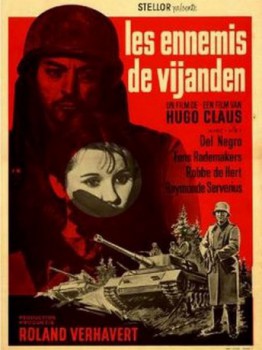 STELLOR présente
les ennemis
de vijanden
UN FILM DE - EEN FILM VAN
HUGO CLAUS
Del Negro
Fons Rademakers
Robbe de Hert
Raymonde Servenus
ROLAND VERHAVERT